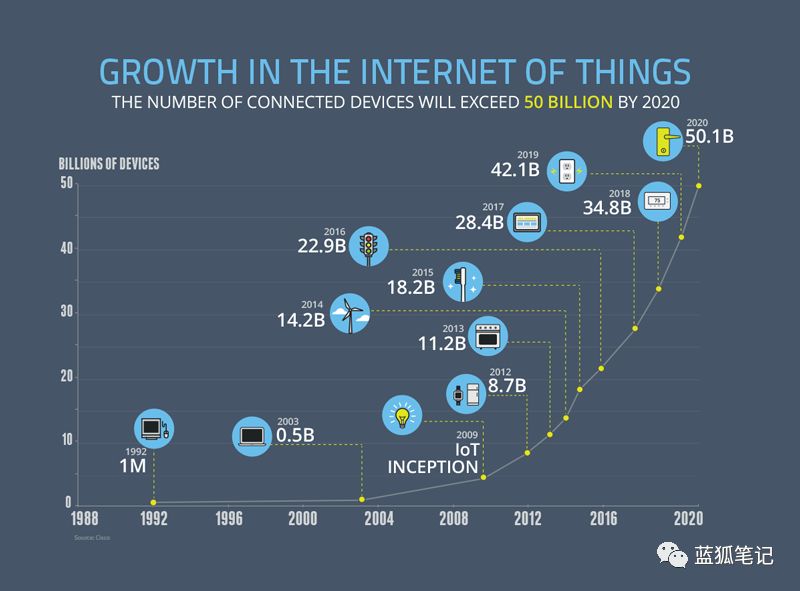 GROWTH IN THE INTERNET OF THINGS
THE NUMBER OF CONNECTED DEVICES WILL EXCEED 50 BILLION BY 2020
BILLIONS OF DEVICES
50
40
30
20
10
0
1992
1M
2003
0.5B
2009
IoT
INCEPTION
2012
8.7B
2013
11.2B
2014
14.2B
2015
18.2B
2016
22.9B
2017
28.4B
2018
34.8B
2019
42.1B
2020
50.1B
73
1988 1992 1996 2000 2004 2008 2012 2016 2020
Source: Cisco
蓝狐笔记